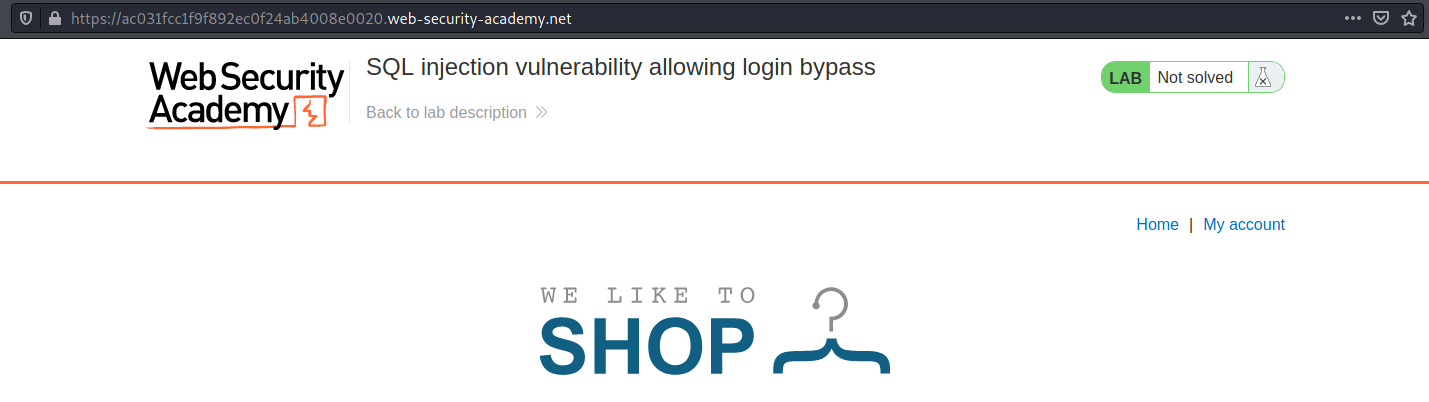 https://ac031fcc1f9f892ec0f24ab4008e0020.web-security-academy.net
Web Security
Academy
SQL injection vulnerability allowing login bypass
Back to lab description
LAB Not solved
Home | My account
WE LIKE TO
SHOP